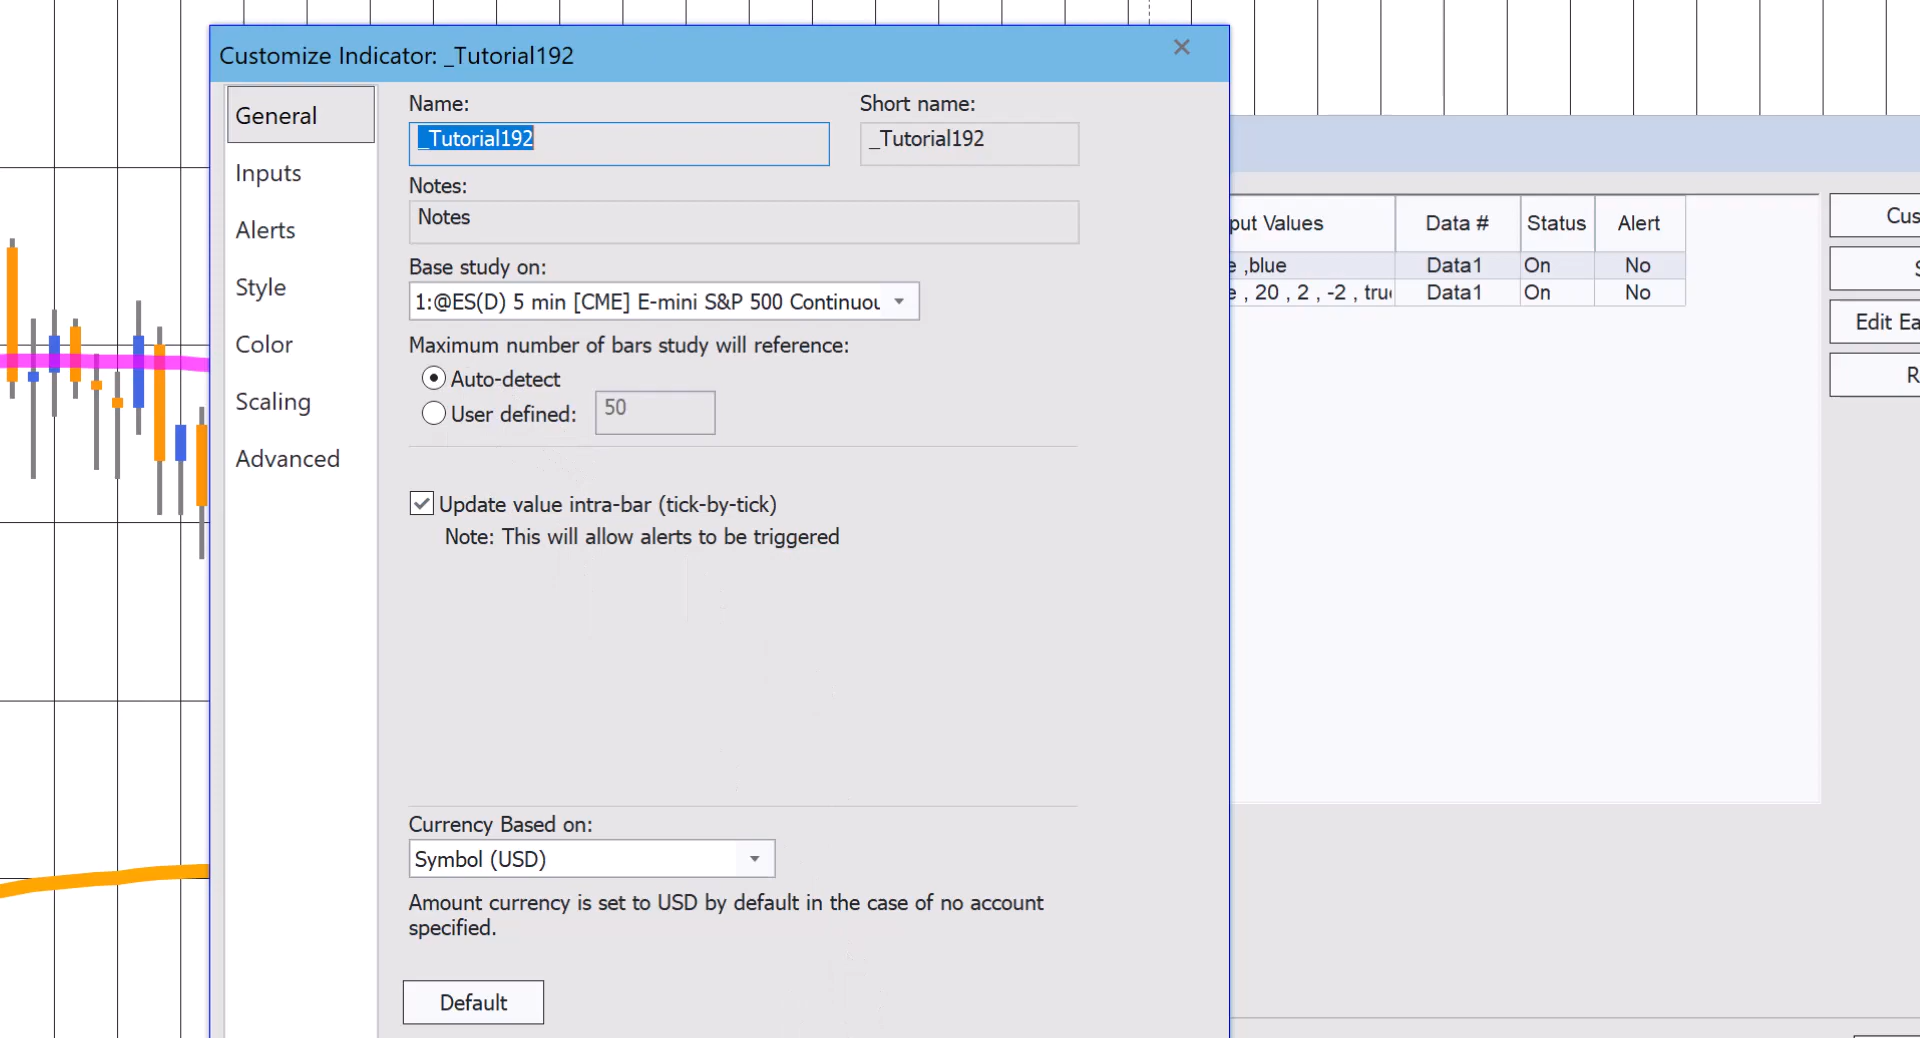 Customize Indicator: _Tutorial192
General
Inputs
Alerts
Style
Color
Scaling
Advanced
Name:
_Tutorial192
Short name:
_Tutorial192
Notes:
Notes
Base study on:
1:@ES(D) 5 min [CME] E-mini S&P 500 Continuou
Maximum number of bars study will reference:
Auto-detect
User defined: 50
Update value intra-bar (tick-by-tick)
Note: This will allow alerts to be triggered
Currency Based on:
Symbol (USD)
Amount currency is set to USD by default in the case of no account
specified.
Default
put Values Data # Status Alert
e ,blue Data1 On No
e , 20 , 2 , -2 , tru Data1 On No
Cus
S
Edit Ea
R